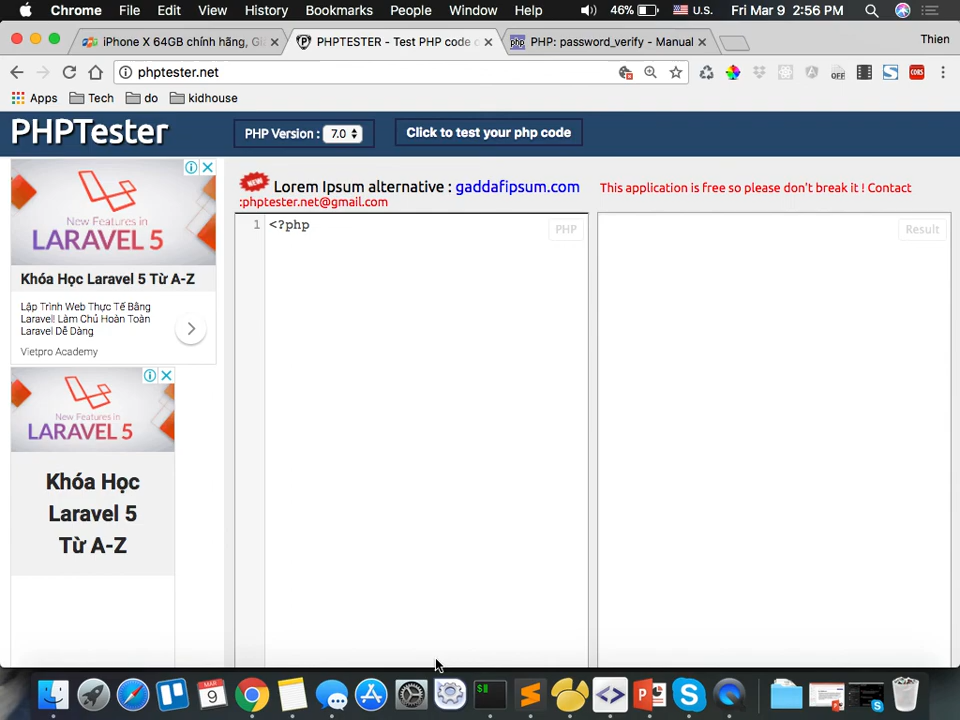 Chrome File Edit View History Bookmarks People Window Help 46% U.S. Fri Mar 9 2:56 PM
iPhone X 64GB chính hãng, Gi
PHPTESTER - Test PHP code o
PHP: password_verify - Manual
Thien
phptester.net
OFF
CORS
Apps Tech do kidhouse
PHPTester
PHP Version : 7.0
Click to test your php code
New Features in
LARAVEL 5
Khóa Học Laravel 5 Từ A-Z
Lập Trình Web Thực Tế Bằng
Laravel! Làm Chủ Hoàn Toàn
Laravel Dễ Dàng
Vietpro Academy
New Features in
LARAVEL 5
Khóa Học
Laravel 5
Từ A-Z
NEW
Lorem Ipsum alternative : gaddafipsum.com
This application is free so please don't break it ! Contact
:phptester.net@gmail.com
1 <?php
PHP
Result
MAR
9